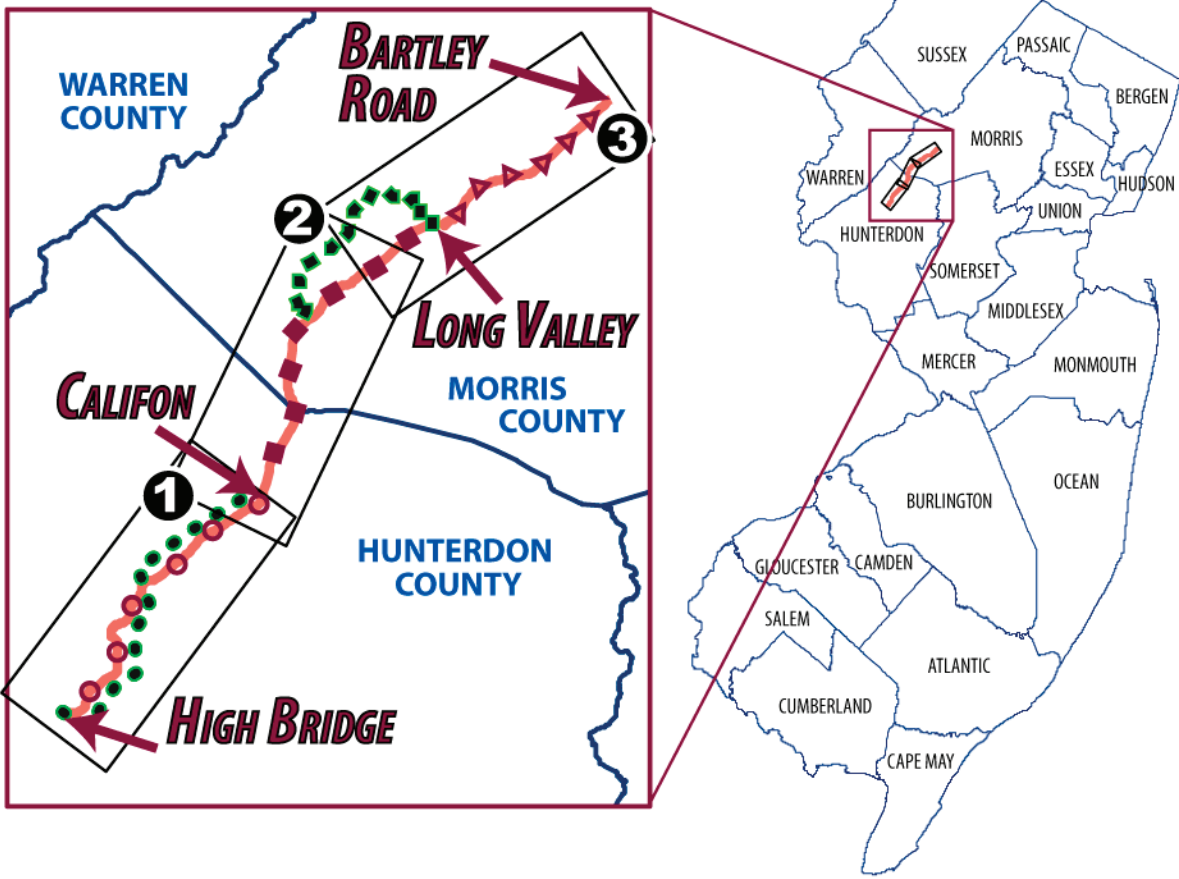 WARREN
COUNTY
BARTLEY
ROAD
3
2
LONG VALLEY
CALIFON
MORRIS
COUNTY
1
HUNTERDON
COUNTY
HIGH BRIDGE
SUSSEX
PASSAIC
BERGEN
MORRIS
ESSEX
WARREN
HUDSON
UNION
HUNTERDON
SOMERSET
MIDDLESEX
MERCER
MONMOUTH
OCEAN
BURLINGTON
GLOUCESTER
CAMDEN
SALEM
ATLANTIC
CUMBERLAND
CAPE MAY